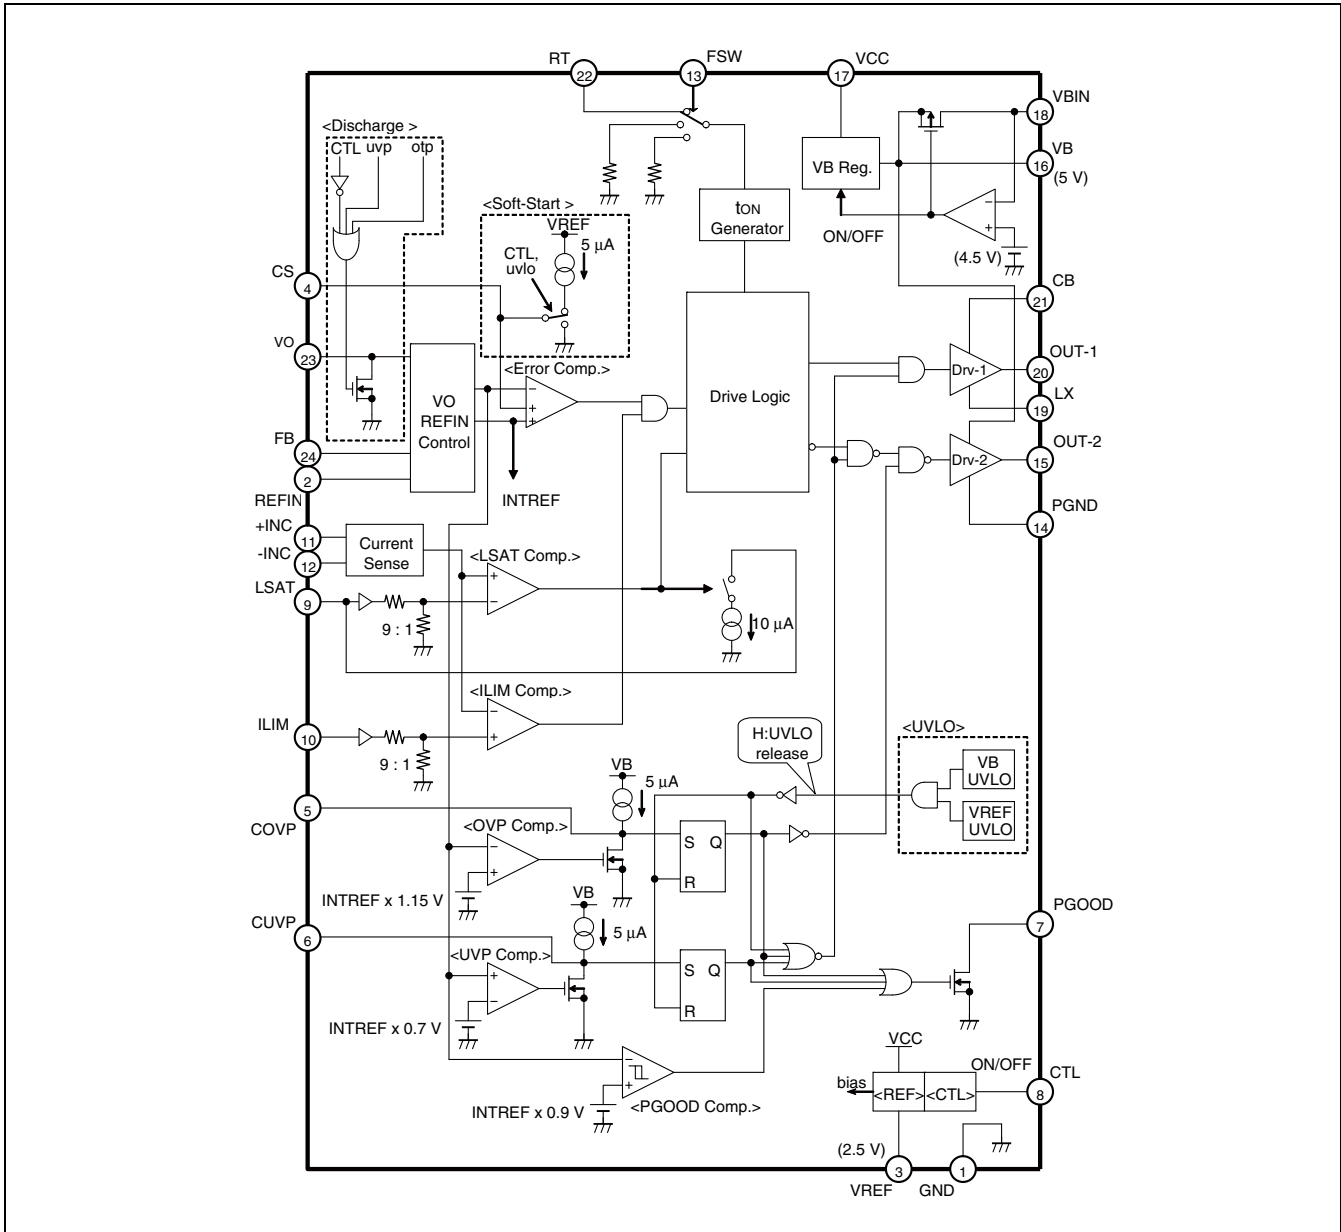 RT
22
FSW
13
VCC
17
VBIN
18
VB
16
(5 V)
<Discharge >
CTL uvp otp
VB Reg.
ON/OFF
−
+
(4.5 V)
tON
Generator
<Soft-Start >
VREF
5 µA
CTL,
uvlo
CS
4
CB
21
VO
23
<Error Comp.>
−
+
+
VO
REFIN
Control
Drive Logic
Drv-1
OUT-1
20
LX
19
FB
24
2
REFIN
INTREF
Drv-2
OUT-2
15
PGND
14
+INC
11
-INC
12
Current
Sense
LSAT
9
9 : 1
<LSAT Comp.>
+
−
10 µA
<ILIM Comp.>
−
+
ILIM
10
9 : 1
H:UVLO
release
<UVLO>
VB
UVLO
VREF
UVLO
VB
5 µA
5
COVP
<OVP Comp.>
−
+
S Q
R
INTREF x 1.15 V
VB
5 µA
CUVP
6
<UVP Comp.>
+
−
S Q
R
INTREF x 0.7 V
PGOOD
7
−
+
INTREF x 0.9 V
<PGOOD Comp.>
VCC
ON/OFF
bias
<REF> <CTL>
CTL
8
(2.5 V)
3
VREF
1
GND